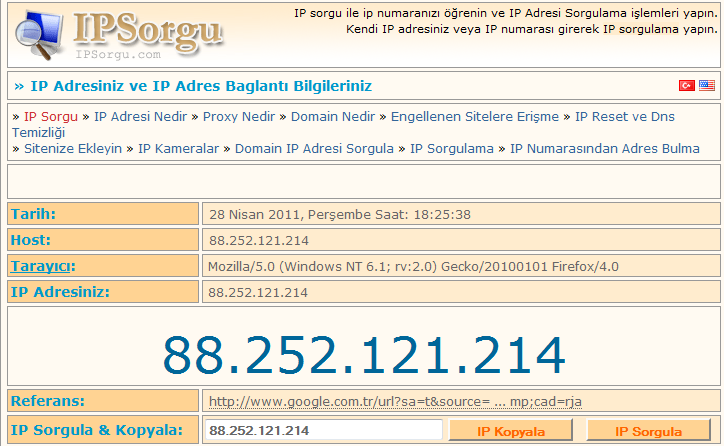 IPSorgu
IPSorgu.com
IP sorgu ile ip numaranızı öğrenin ve IP Adresi Sorgulama işlemleri yapın.
Kendi IP adresiniz veya IP numarası girerek IP sorgulama yapın.
» IP Adresiniz ve IP Adres Baglantı Bilgileriniz
» IP Sorgu » IP Adresi Nedir » Proxy Nedir » Domain Nedir » Engellenen Sitelere Erişme » IP Reset ve Dns
Temizliği
» Sitenize Ekleyin » IP Kameralar » Domain IP Adresi Sorgula » IP Sorgulama » IP Numarasından Adres Bulma
Tarih: 28 Nisan 2011, Perşembe Saat: 18:25:38
Host: 88.252.121.214
Tarayıcı: Mozilla/5.0 (Windows NT 6.1; rv:2.0) Gecko/20100101 Firefox/4.0
IP Adresiniz: 88.252.121.214
88.252.121.214
Referans: http://www.google.com.tr/url?sa=t&source= ... mp;cad=rja
IP Sorgula & Kopyala: 88.252.121.214 IP Kopyala IP Sorgula